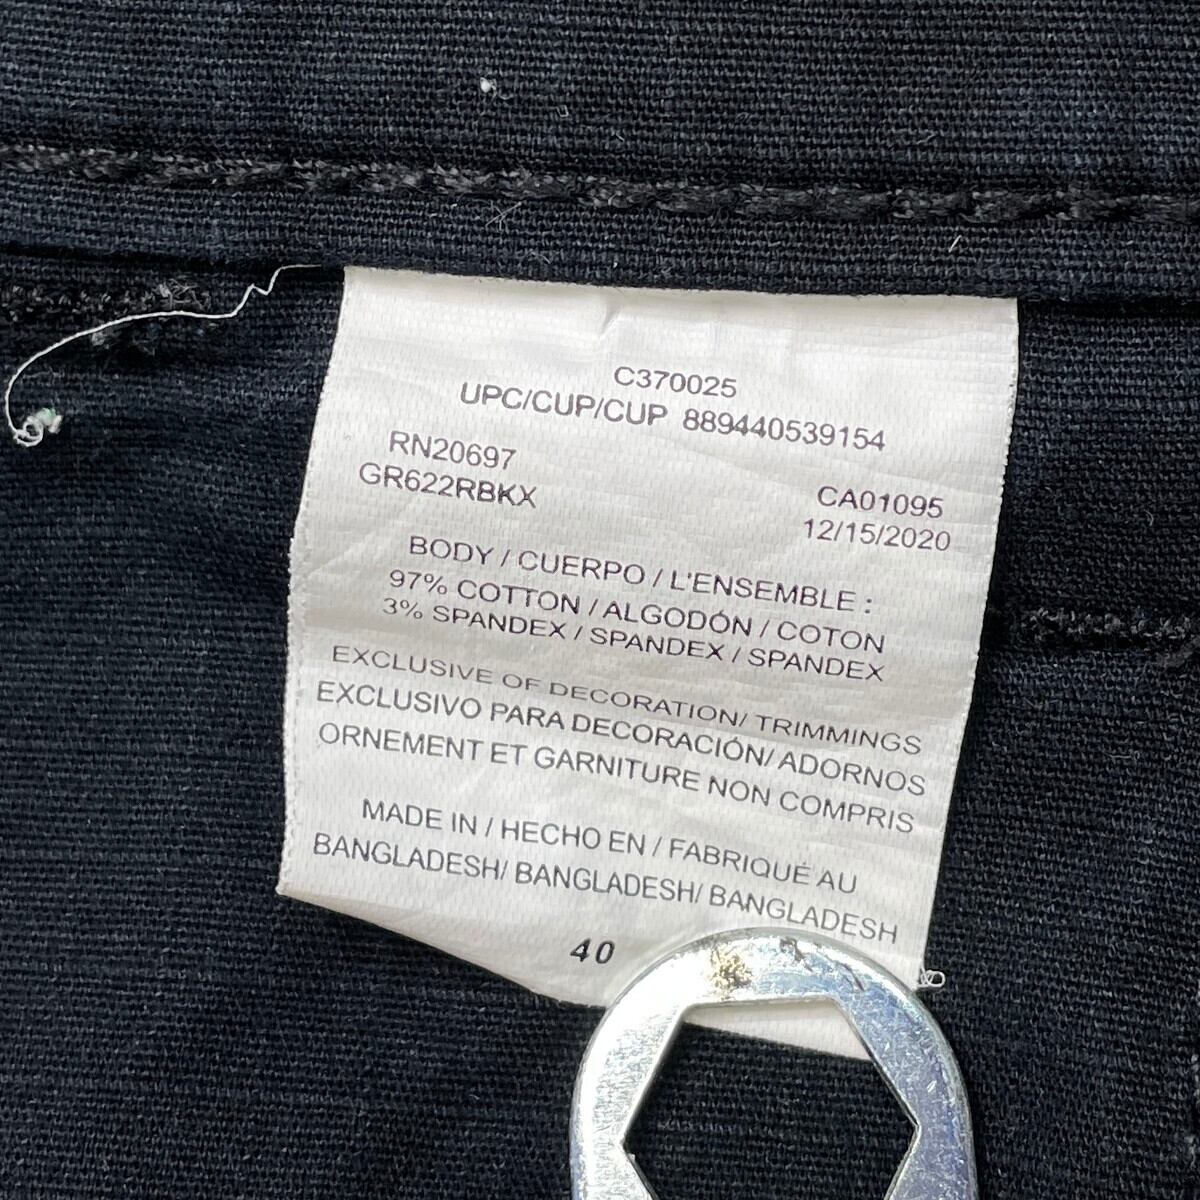 C370025
UPC/CUP/CUP 889440539154
RN20697
GR622RBKX
CA01095
12/15/2020
BODY / CUERPO / L'ENSEMBLE :
97% COTTON / ALGODÓN / COTON
3% SPANDEX / SPANDEX / SPANDEX
EXCLUSIVE OF DECORATION/ TRIMMINGS
EXCLUSIVO PARA DECORACIÓN/ ADORNOS
ORNEMENT ET GARNITURE NON COMPRIS
MADE IN / HECHO EN / FABRIQUÉ AU
BANGLADESH/ BANGLADESH/ BANGLADESH
40